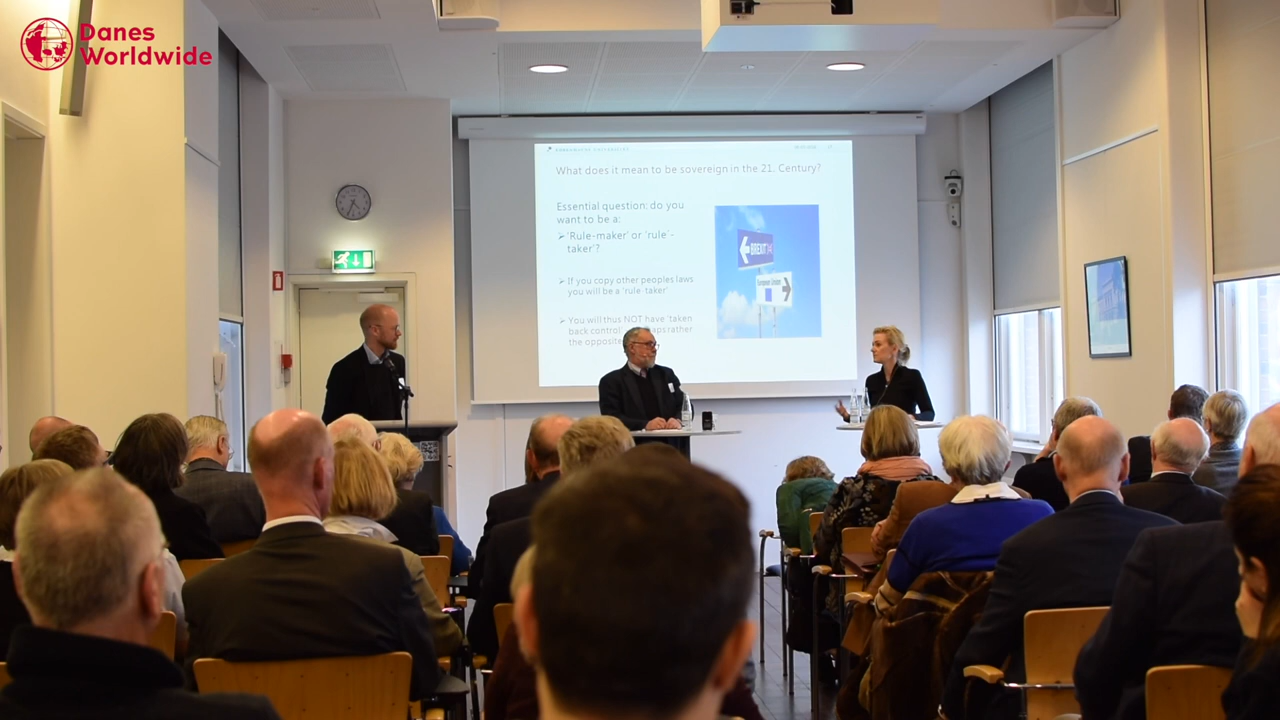 Danes
Worldwide
What does it mean to be sovereign in the 21. Century?
Essential question: do you
want to be a:
'Rule-maker' or 'rule'-
taker'?
BREXIT
European Union
If you copy other peoples laws
you will be a 'rule-taker'
You will thus NOT have 'taken
back control'
rather
the opposite